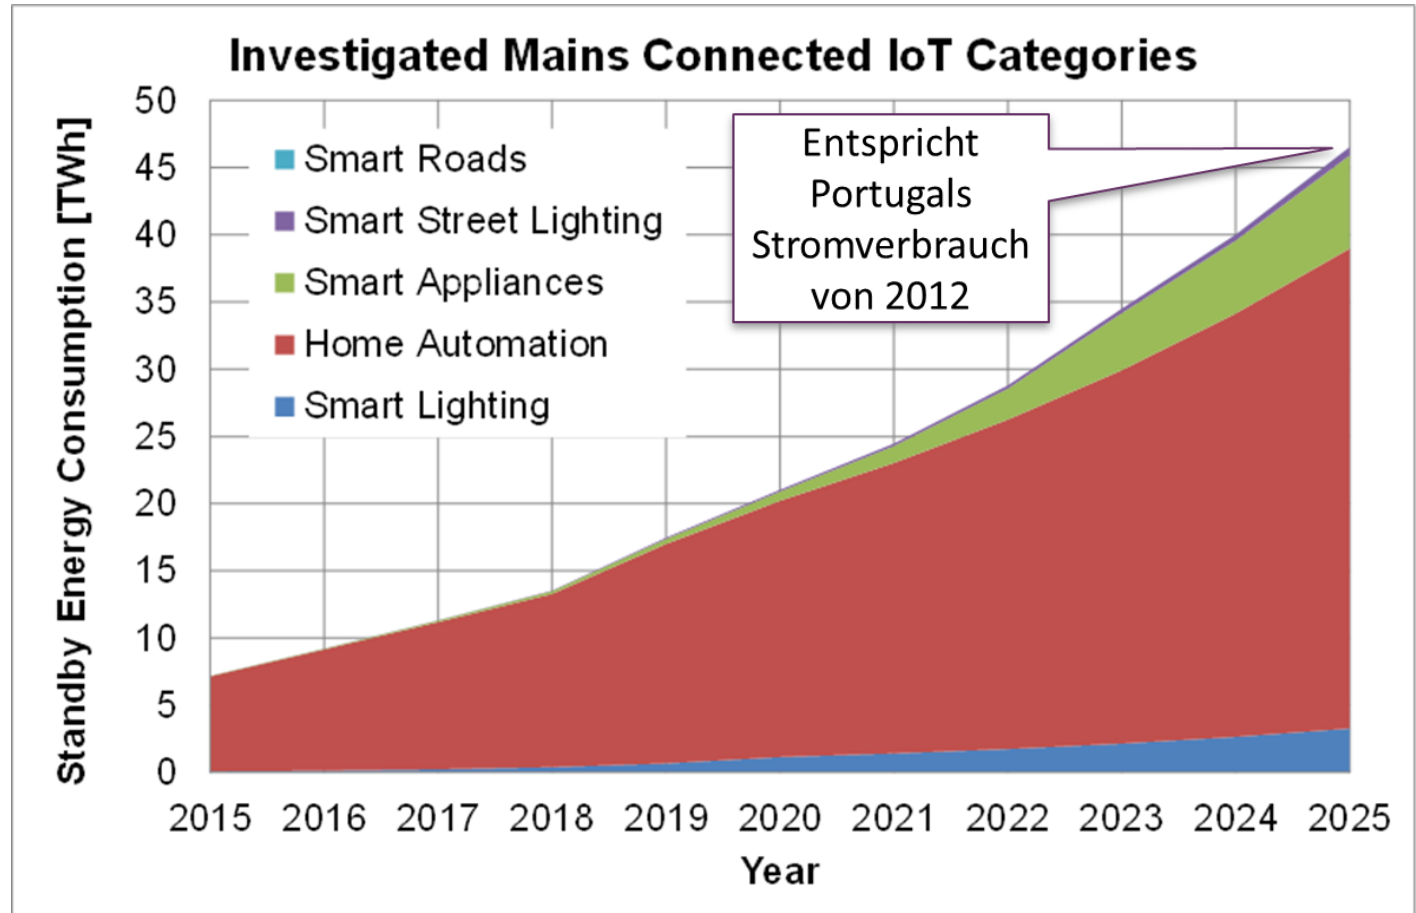 Investigated Mains Connected IoT Categories
Standby Energy Consumption [TWh]
50
45
40
35
30
25
20
15
10
5
0
Smart Roads
Smart Street Lighting
Smart Appliances
Home Automation
Smart Lighting
Entspricht
Portugals
Stromverbrauch
von 2012
2015 2016 2017 2018 2019 2020 2021 2022 2023 2024 2025
Year